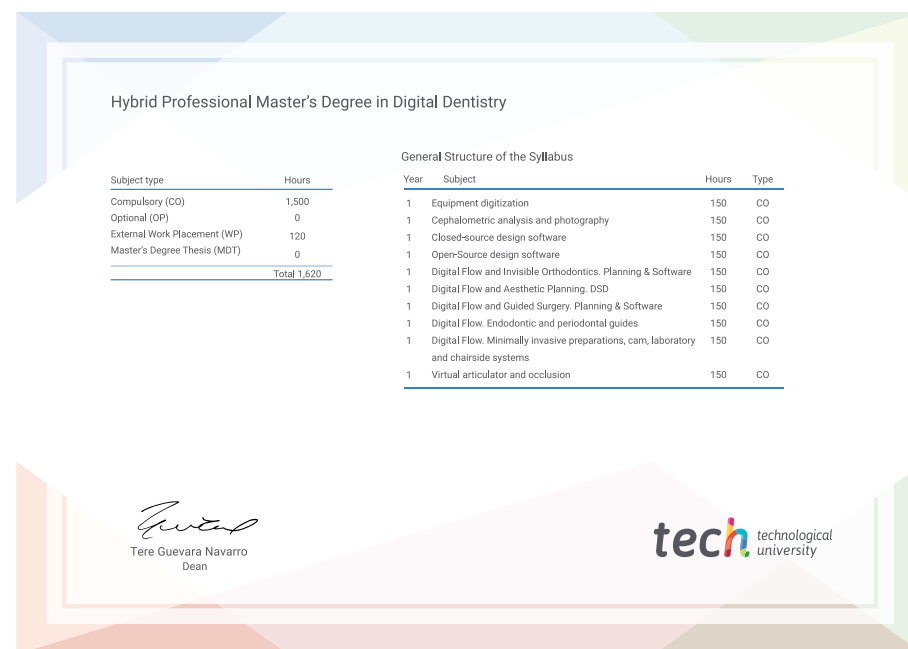 Hybrid Professional Master's Degree in Digital Dentistry
Subject type Hours
Compulsory (CO) 1,500
Optional (OP) 0
External Work Placement (WP) 120
Master's Degree Thesis (MDT) 0
Total 1,620
General Structure of the Syllabus
Year Subject Hours Type
1 Equipment digitization 150 CO
1 Cephalometric analysis and photography 150 CO
1 Closed-source design software 150 CO
1 Open-Source design software 150 CO
1 Digital Flow and Invisible Orthodontics. Planning & Software 150 CO
1 Digital Flow and Aesthetic Planning. DSD 150 CO
1 Digital Flow and Guided Surgery. Planning & Software 150 CO
1 Digital Flow. Endodontic and periodontal guides 150 CO
1 Digital Flow. Minimally invasive preparations, cam, laboratory 150 CO
and chairside systems
1 Virtual articulator and occlusion 150 CO
Tere Guevara Navarro
Dean
tech technological
university